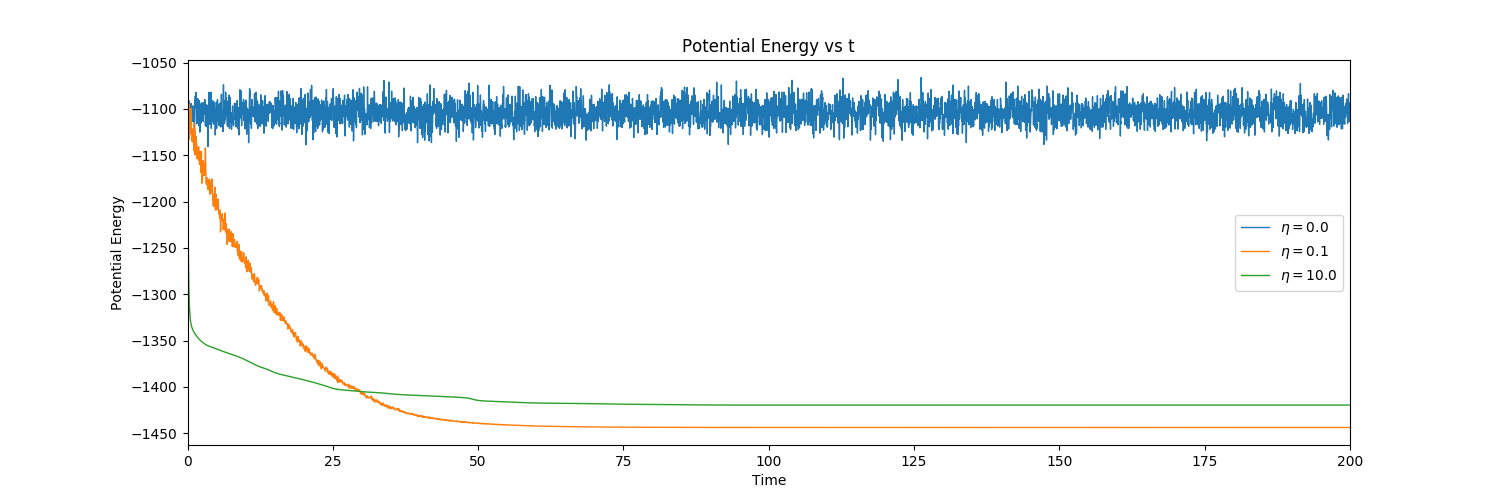 Potential Energy vs t
Potential Energy
−1050
−1100
−1150
−1200
−1250
−1300
−1350
−1400
−1450
η = 0.0
η = 0.1
η = 10.0
0 25 50 75 100 125 150 175 200
Time